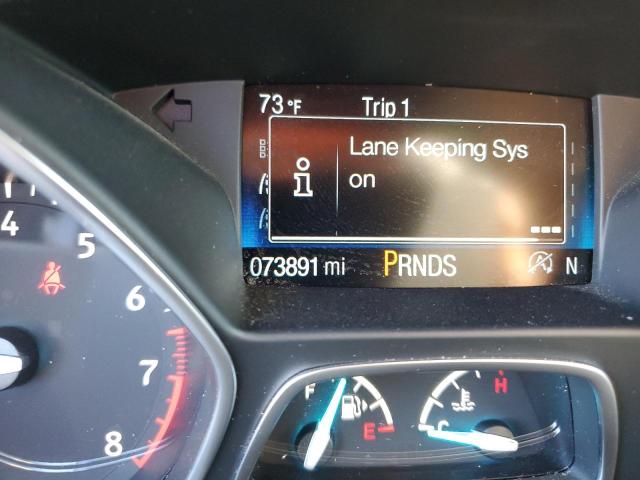 73°F Trip 1
Lane Keeping Sys
i on
073891 mi PRNDS N
4
5
6
7
8
F E
C H